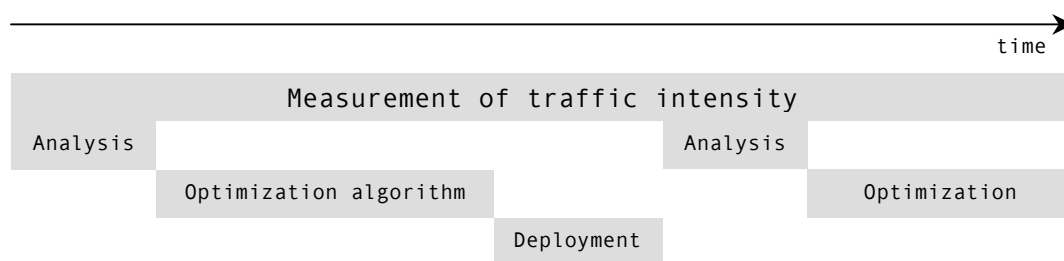 time
Measurement of traffic intensity
Analysis
Analysis
Optimization algorithm
Optimization
Deployment